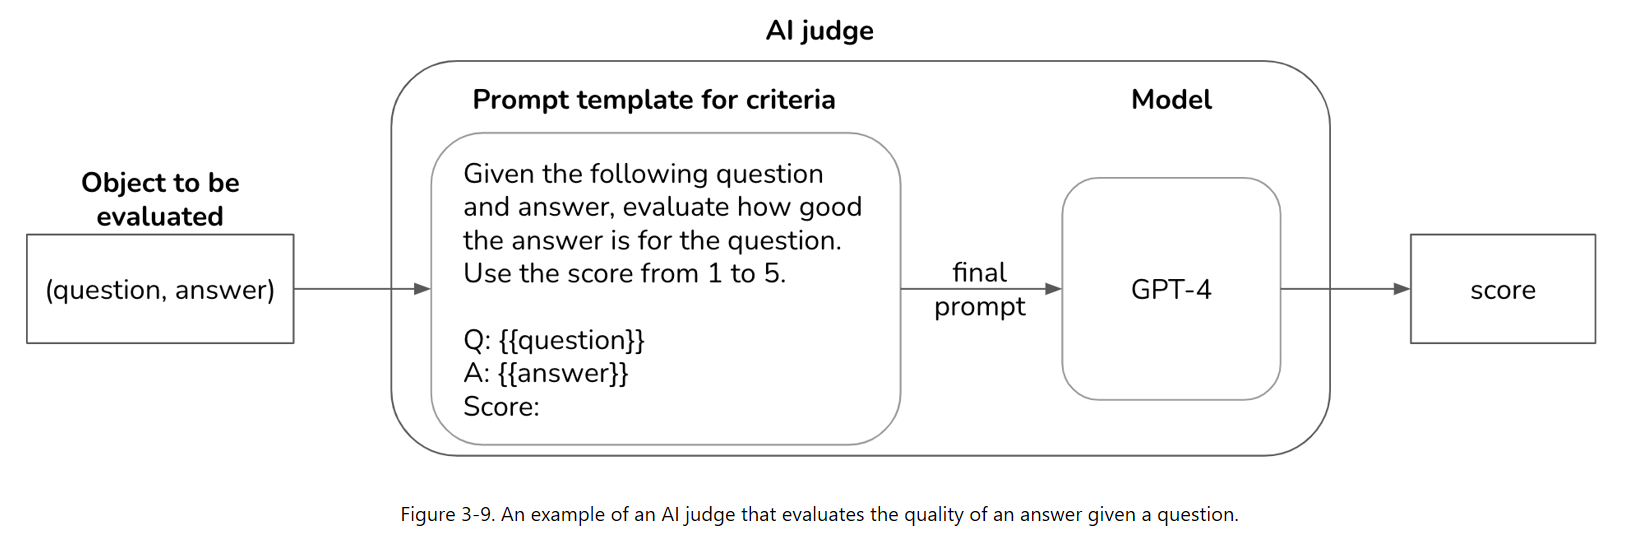 AI judge
Prompt template for criteria
Model
Object to be
evaluated
(question, answer)
Given the following question
and answer, evaluate how good
the answer is for the question.
Use the score from 1 to 5.
Q: {{question}}
A: {{answer}}
Score:
final
prompt
GPT-4
score
Figure 3-9. An example of an AI judge that evaluates the quality of an answer given a question.